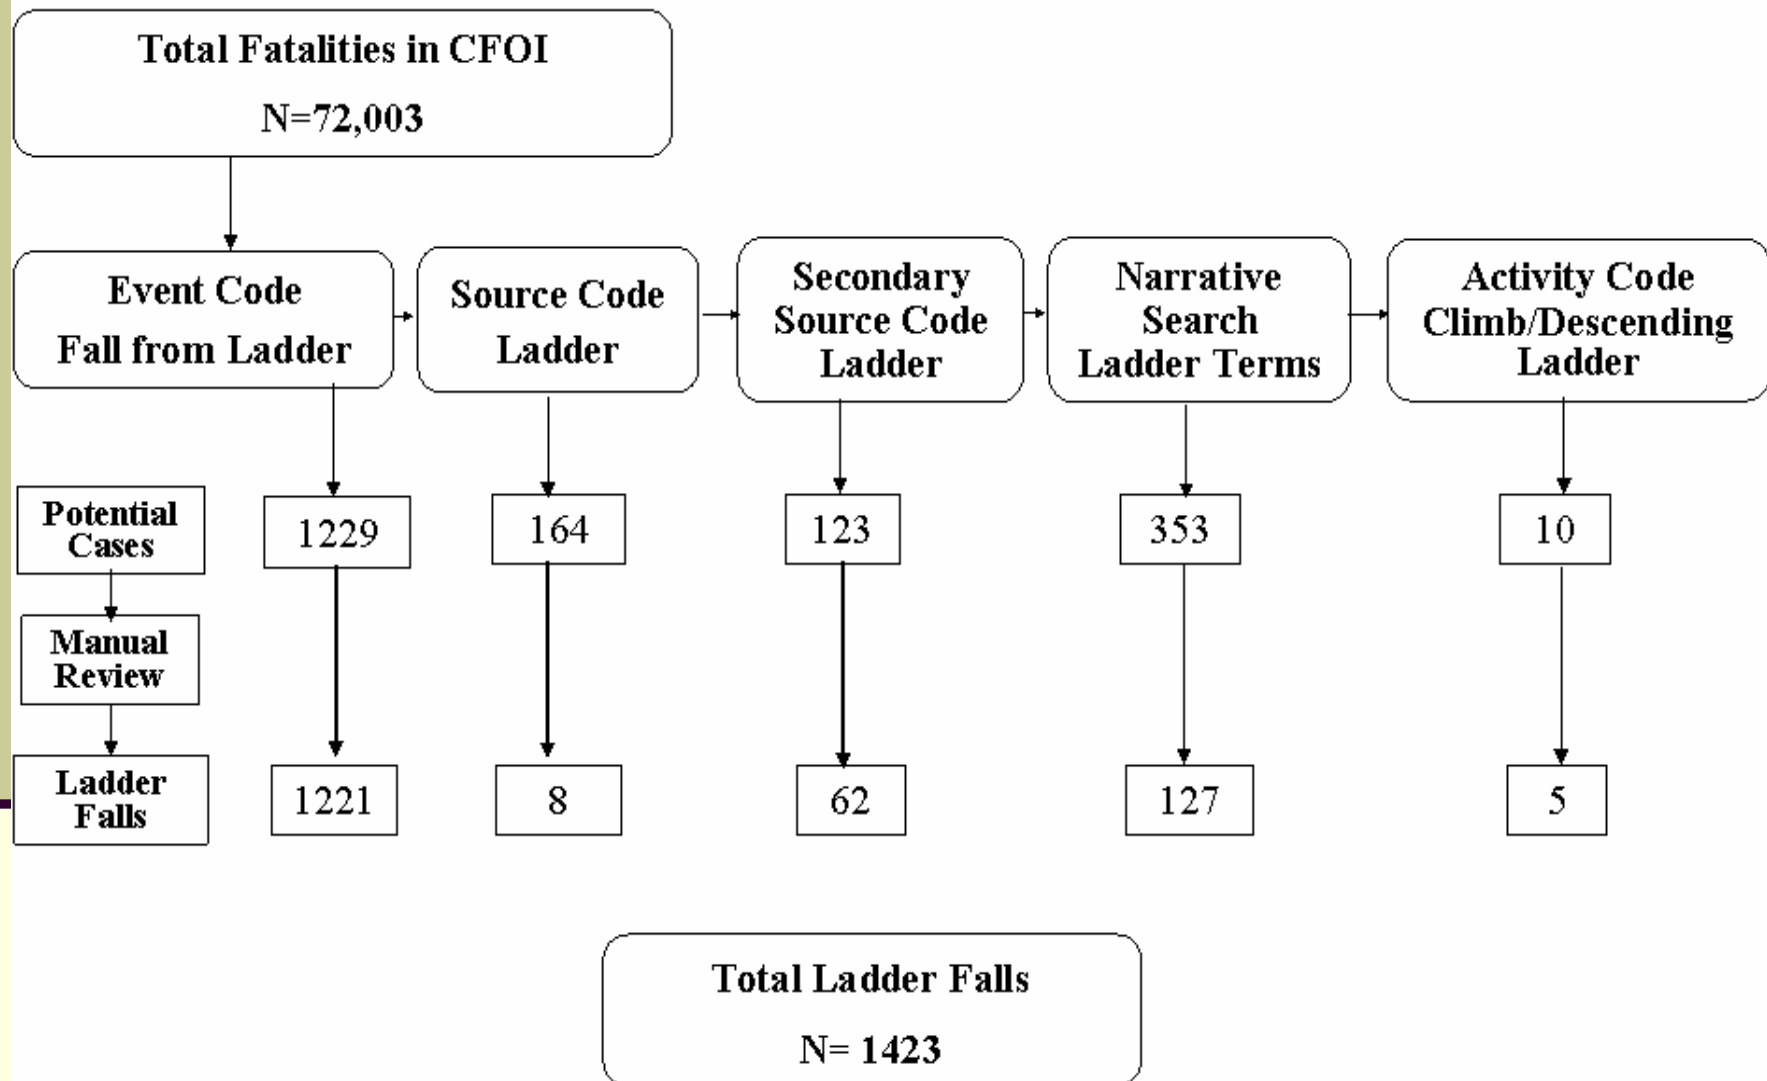 Total Fatalities in CFOI
N=72,003
Event Code
Fall from Ladder
Source Code
Ladder
Secondary
Source Code
Ladder
Narrative
Search
Ladder Terms
Activity Code
Climb/Descending
Ladder
Potential
Cases
1229
164
123
353
10
Manual
Review
Ladder
Falls
1221
8
62
127
5
Total Ladder Falls
N= 1423